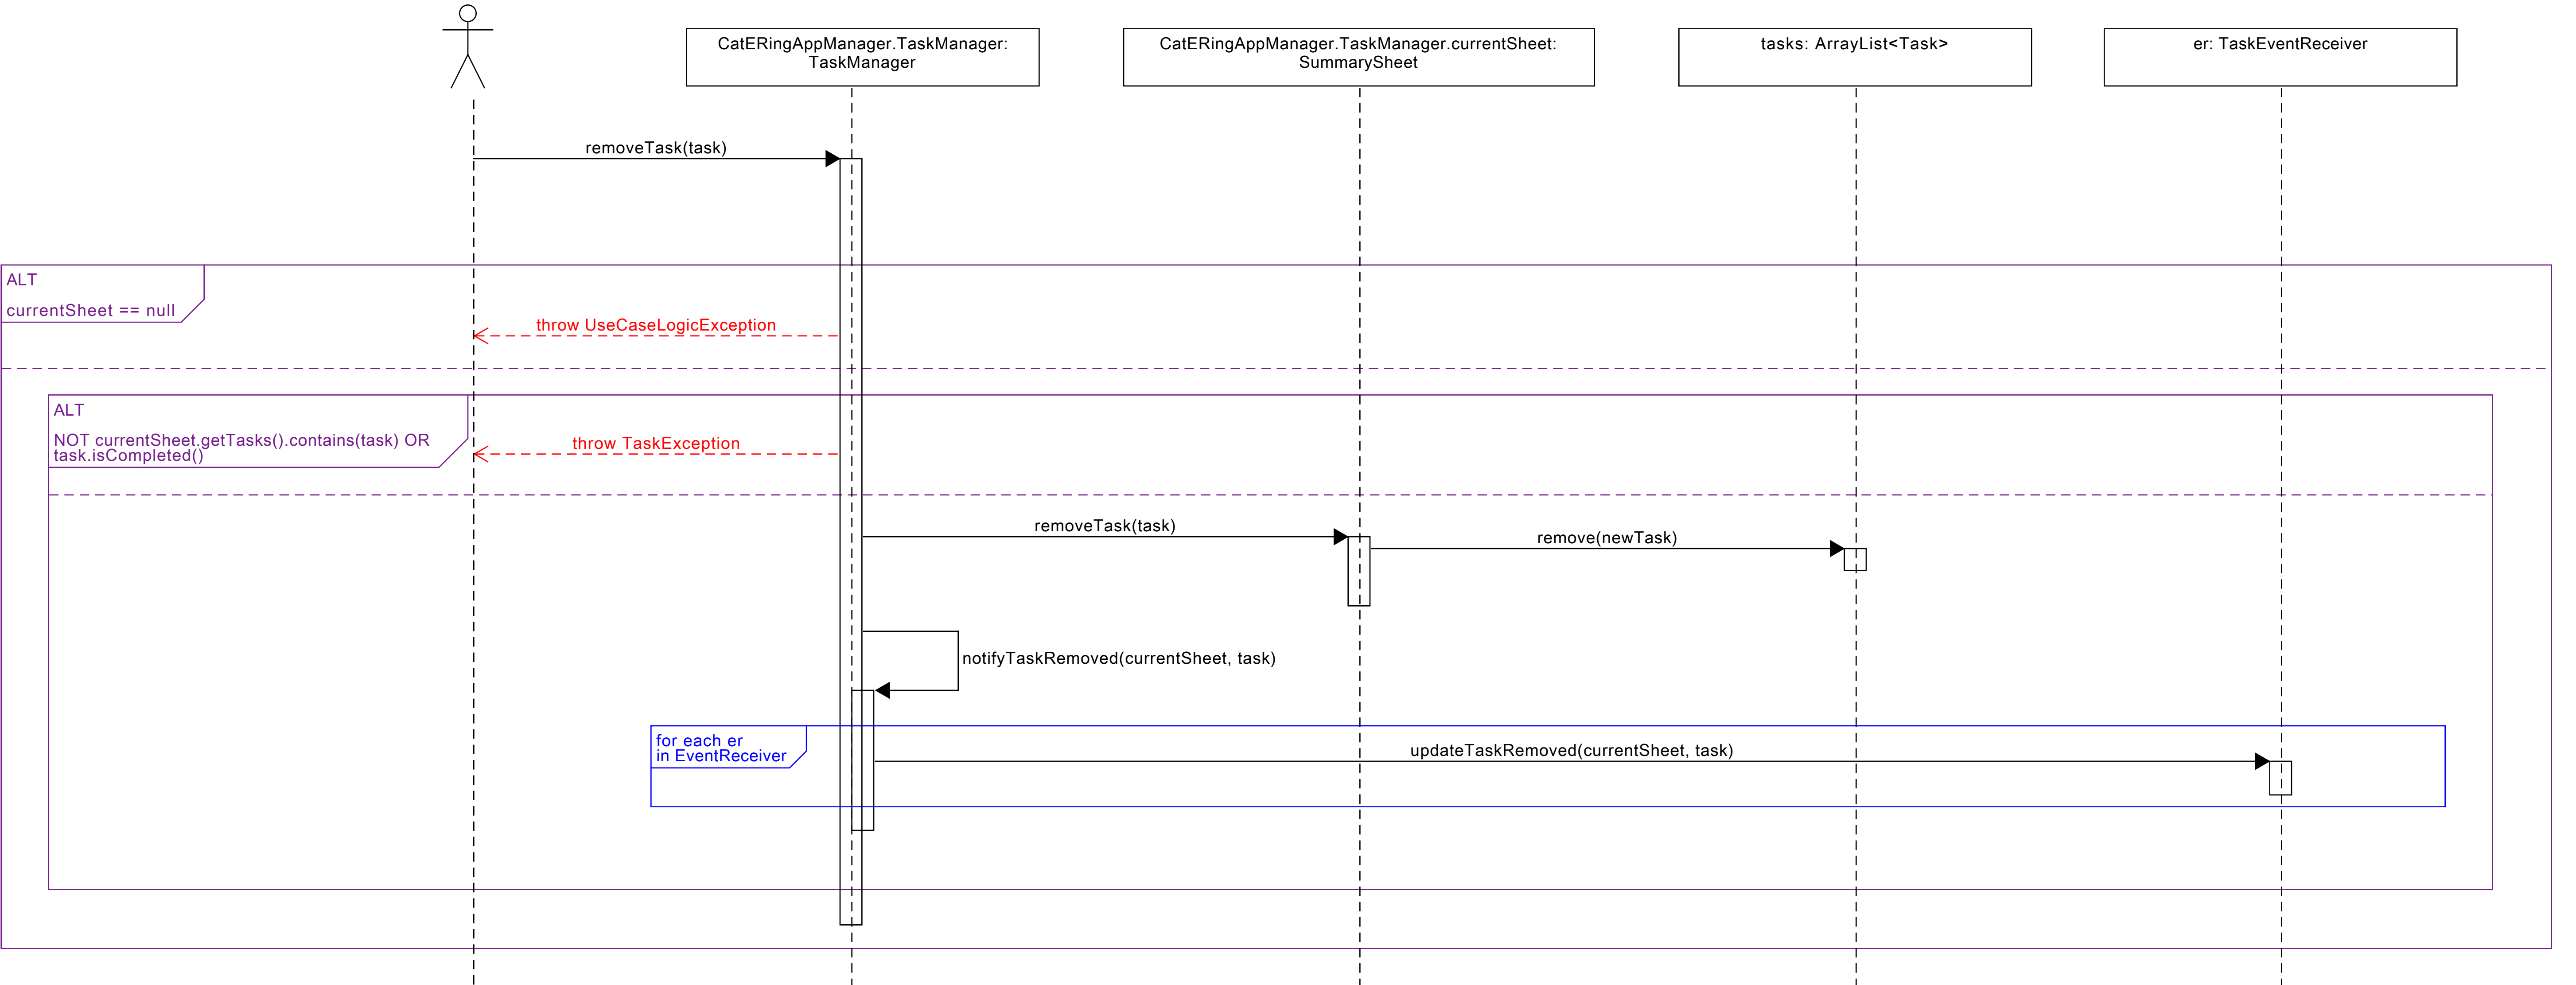 CatERingAppManager.TaskManager:
TaskManager
CatERingAppManager.TaskManager.currentSheet:
SummarySheet
tasks: ArrayList<Task>
er: TaskEventReceiver
removeTask(task)
ALT
currentSheet == null
throw UseCaseLogicException
ALT
NOT currentSheet.getTasks().contains(task) OR
task.isCompleted()
throw TaskException
removeTask(task)
remove(newTask)
notifyTaskRemoved(currentSheet, task)
for each er
in EventReceiver
updateTaskRemoved(currentSheet, task)